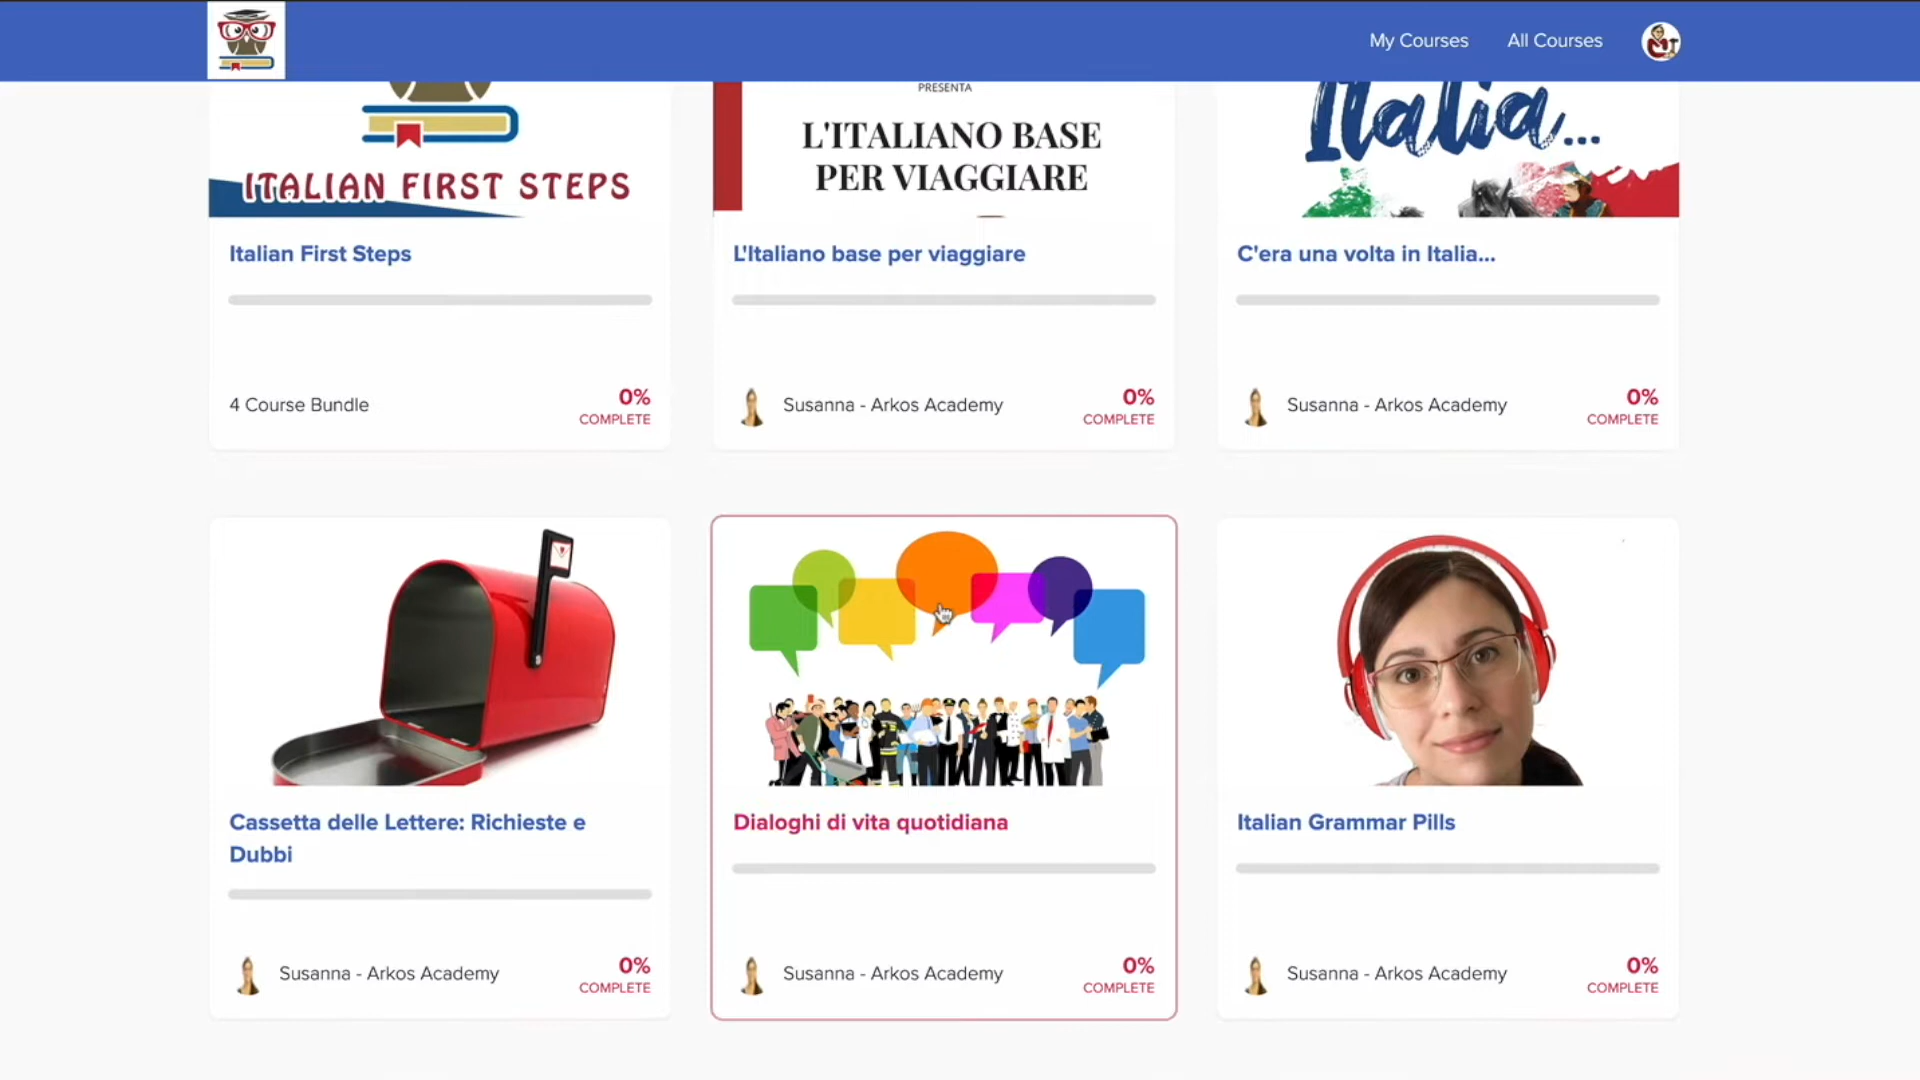 My Courses
All Courses
PRESENTA
L'ITALIANO BASE
PER VIAGGIARE
Italia...
ITALIAN FIRST STEPS
Italian First Steps
L'Italiano base per viaggiare
C'era una volta in Italia...
4 Course Bundle
0%
COMPLETE
Susanna - Arkos Academy
0%
COMPLETE
Susanna - Arkos Academy
0%
COMPLETE
Cassetta delle Lettere: Richieste e
Dubbi
Dialoghi di vita quotidiana
Italian Grammar Pills
Susanna - Arkos Academy
0%
COMPLETE
Susanna - Arkos Academy
0%
COMPLETE
Susanna - Arkos Academy
0%
COMPLETE